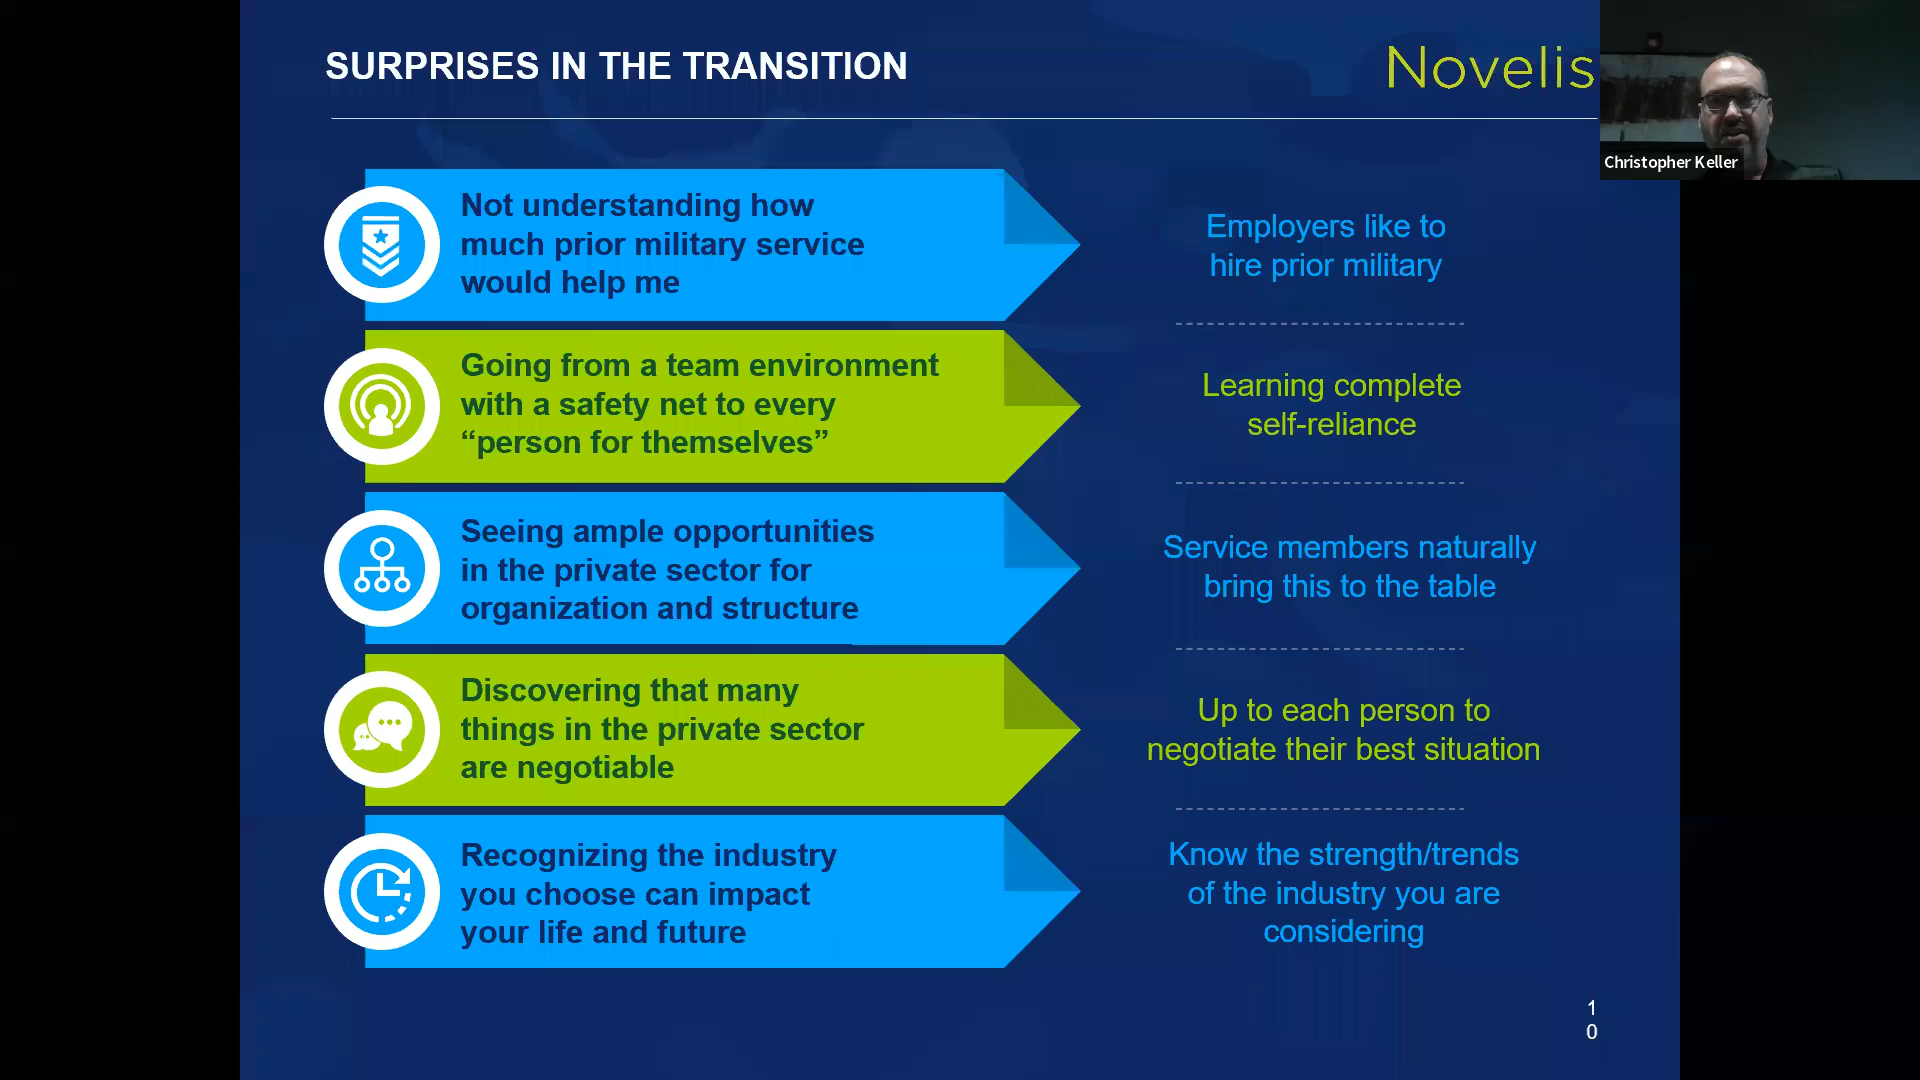 SURPRISES IN THE TRANSITION
Novelis
Christopher Keller
Not understanding how
much prior military service
would help me
Employers like to
hire prior military
Going from a team environment
with a safety net to every
“person for themselves”
Learning complete
self-reliance
Seeing ample opportunities
in the private sector for
organization and structure
Service members naturally
bring this to the table
Discovering that many
things in the private sector
are negotiable
Up to each person to
negotiate their best situation
Recognizing the industry
you choose can impact
your life and future
Know the strength/trends
of the industry you are
considering
1
0